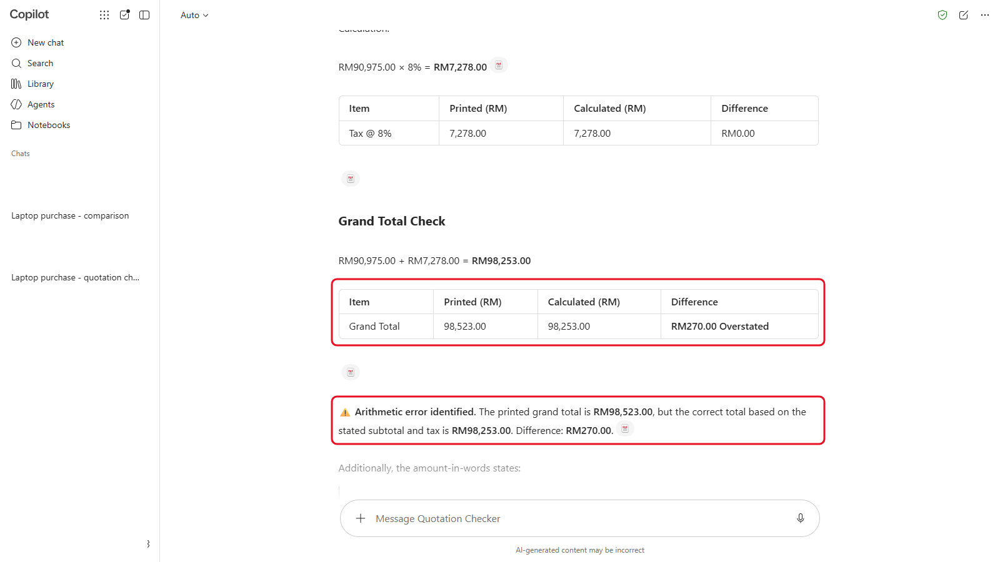 Copilot
Auto
New chat
Search
Library
Agents
Notebooks
Chats
Laptop purchase - comparison
Laptop purchase - quotation ch...
Calculation:
RM90,975.00 × 8% = RM7,278.00
Item Printed (RM) Calculated (RM) Difference
Tax @ 8% 7,278.00 7,278.00 RM0.00
Grand Total Check
RM90,975.00 + RM7,278.00 = RM98,253.00
Item Printed (RM) Calculated (RM) Difference
Grand Total 98,523.00 98,253.00 RM270.00 Overstated
⚠️ Arithmetic error identified. The printed grand total is RM98,523.00, but the correct total based on the
stated subtotal and tax is RM98,253.00. Difference: RM270.00.
Additionally, the amount-in-words states:
Message Quotation Checker
AI-generated content may be incorrect